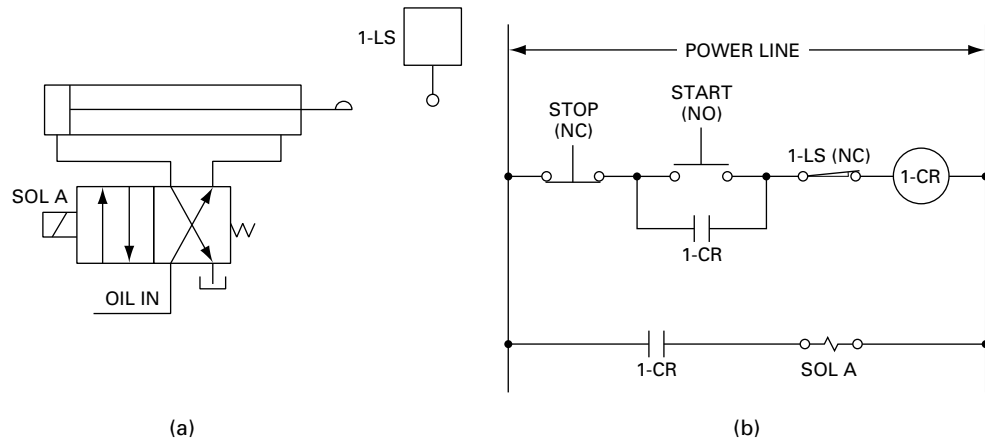 1-LS
SOL A
OIL IN
(a)
POWER LINE
STOP
(NC)
START
(NO)
1-LS (NC)
1-CR
1-CR
1-CR
SOL A
(b)